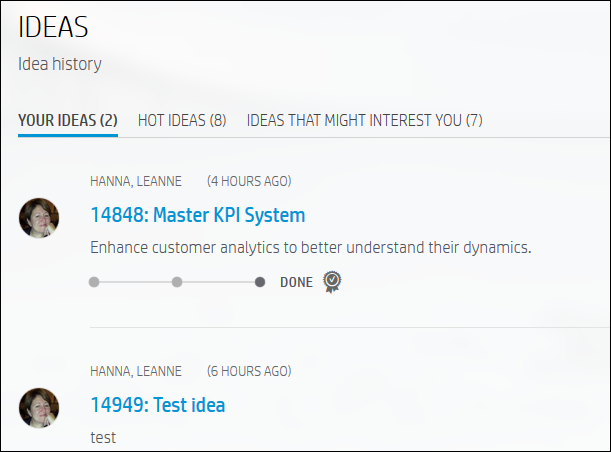 IDEAS
Idea history
YOUR IDEAS (2) HOT IDEAS (8) IDEAS THAT MIGHT INTEREST YOU (7)
HANNA, LEANNE (4 HOURS AGO)
14848: Master KPI System
Enhance customer analytics to better understand their dynamics.
DONE
HANNA, LEANNE (6 HOURS AGO)
14949: Test idea
test